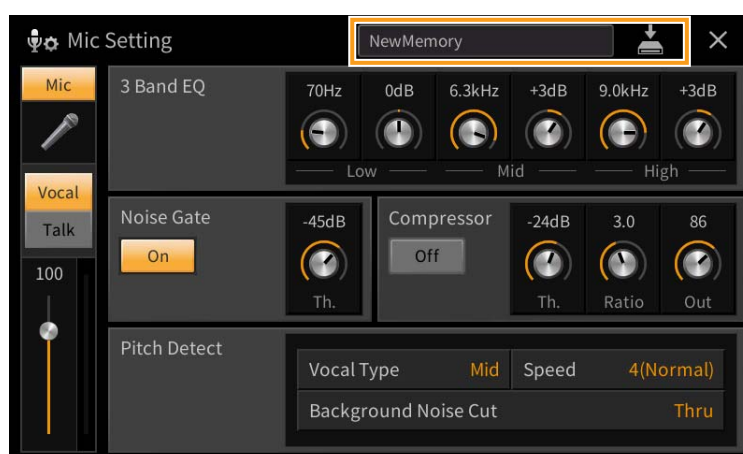 Mic Setting
NewMemory
Mic
Vocal
Talk
100
3 Band EQ
70Hz 0dB 6.3kHz +3dB 9.0kHz +3dB
Low Mid High
Noise Gate
On
-45dB
Th.
Compressor
Off
-24dB 3.0 86
Th. Ratio Out
Pitch Detect
Vocal Type Mid Speed 4(Normal)
Background Noise Cut Thru